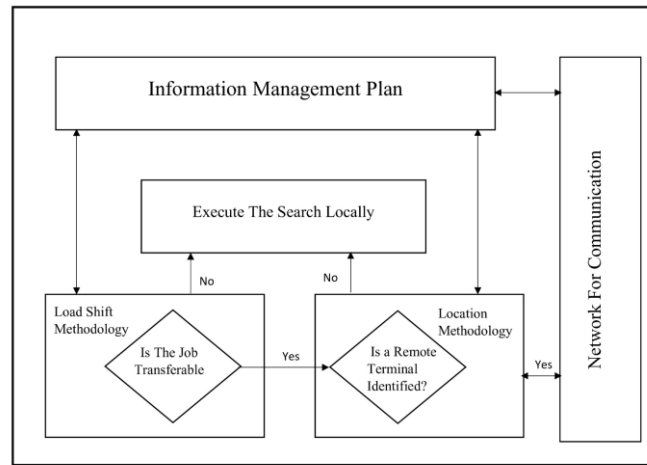 Information Management Plan
Network For Communication
Execute The Search Locally
No
No
Load Shift
Methodology
Is The Job
Transferable
Yes
Location
Methodology
Is a Remote
Terminal
Identified?
Yes